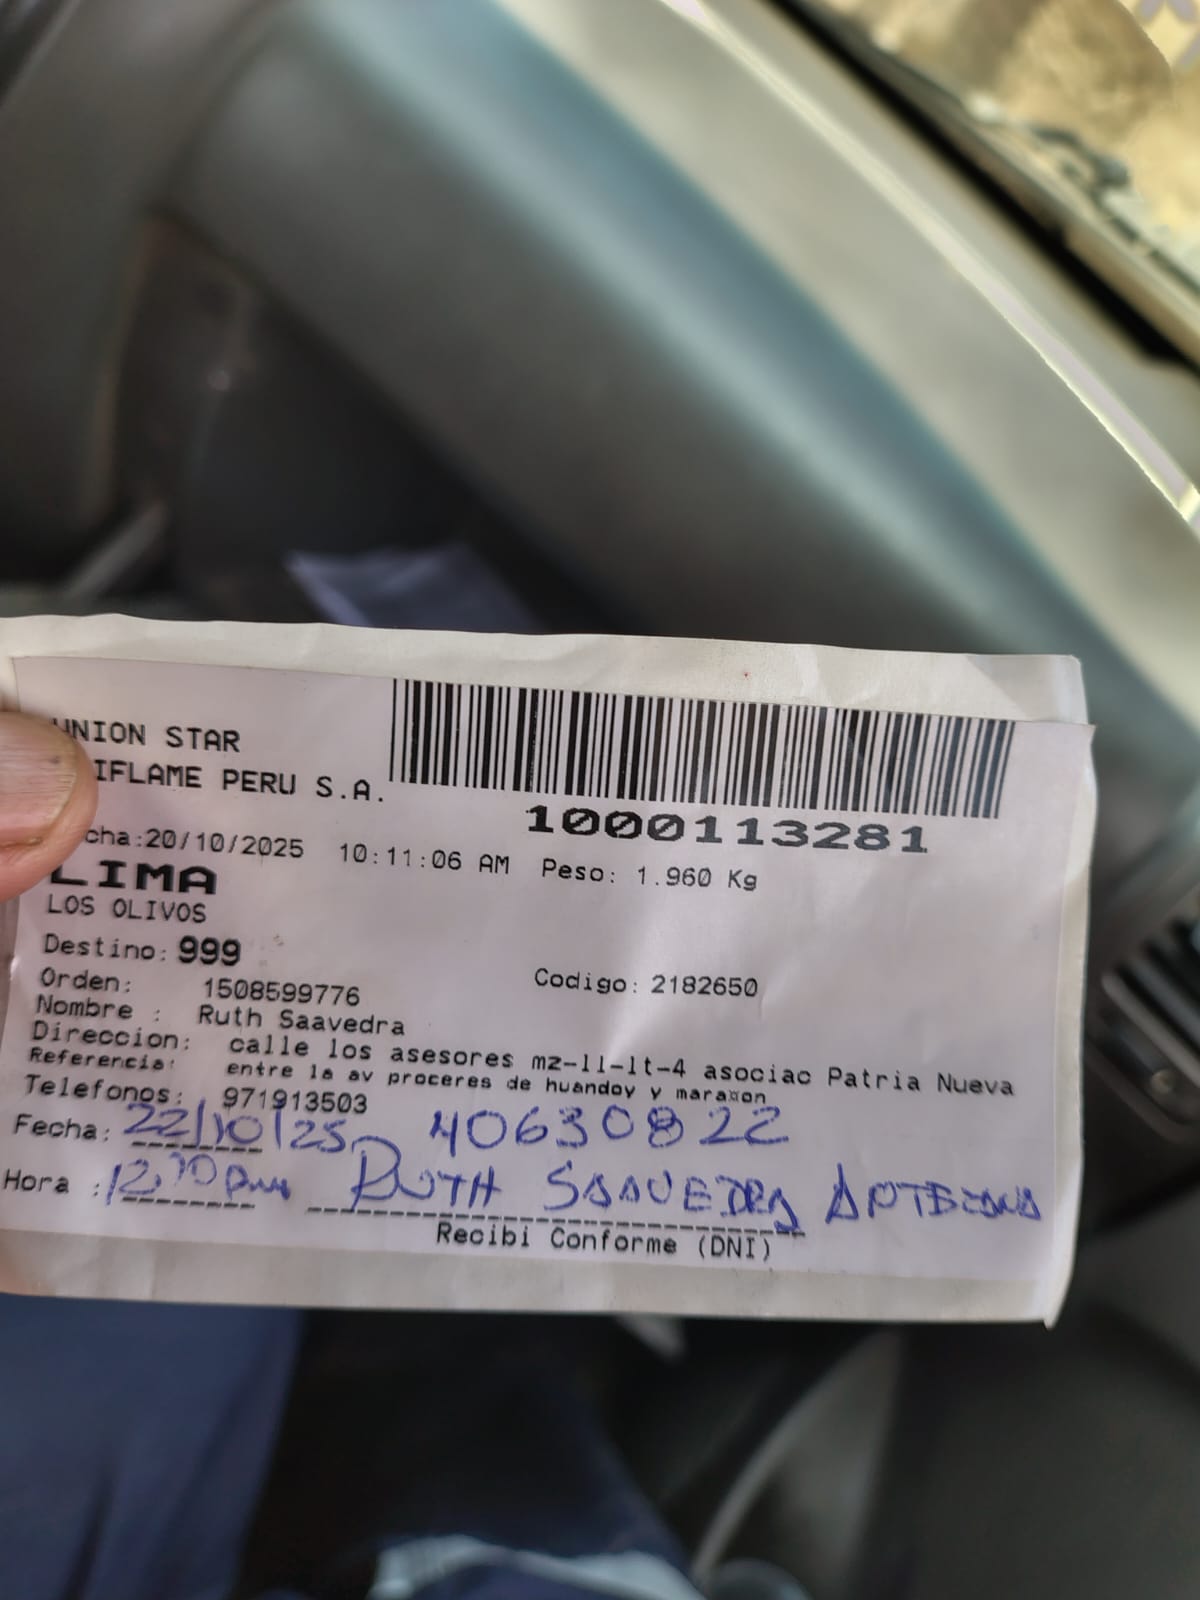 UNION STAR
IFLAME PERU S.A.
1000113281
cha:20/10/2025 10:11:06 AM Peso: 1.960 Kg
LIMA
LOS OLIVOS
Destino: 999
Orden: 1508599776 Codigo: 2182650
Nombre : Ruth Saavedra
Direccion: calle los asesores mz-ll-lt-4 asociac Patria Nueva
Referencia: entre la av proceres de huandoy y maraxon
Telefonos: 971913503
Fecha: 22/10/25 40630822
Hora : RUTH SAAVEDRA
Recibi Conforme (DNI)